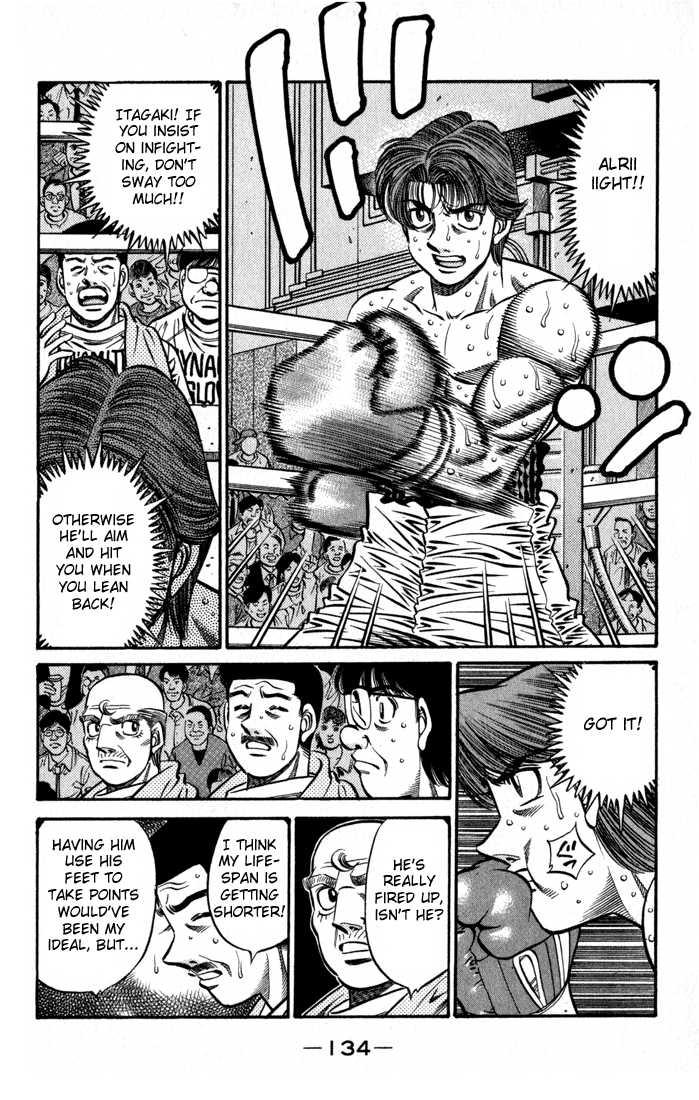 ALRII
IIGHT!!
ITAGAKI! IF
YOU INSIST
ON INFIGHT-
ING, DON'T
SWAY TOO
MUCH!!
YNA
GLO
OTHERWISE
HE'LL AIM
AND HIT
YOU WHEN
YOU LEAN
BACK!
GOT IT!
HE'S
REALLY
FIRED UP,
ISN'T HE?
I THINK
MY LIFE-
SPAN IS
GETTING
SHORTER!
HAVING HIM
USE HIS
FEET TO
TAKE POINTS
WOULD'VE
BEEN MY
IDEAL, BUT...
—134—